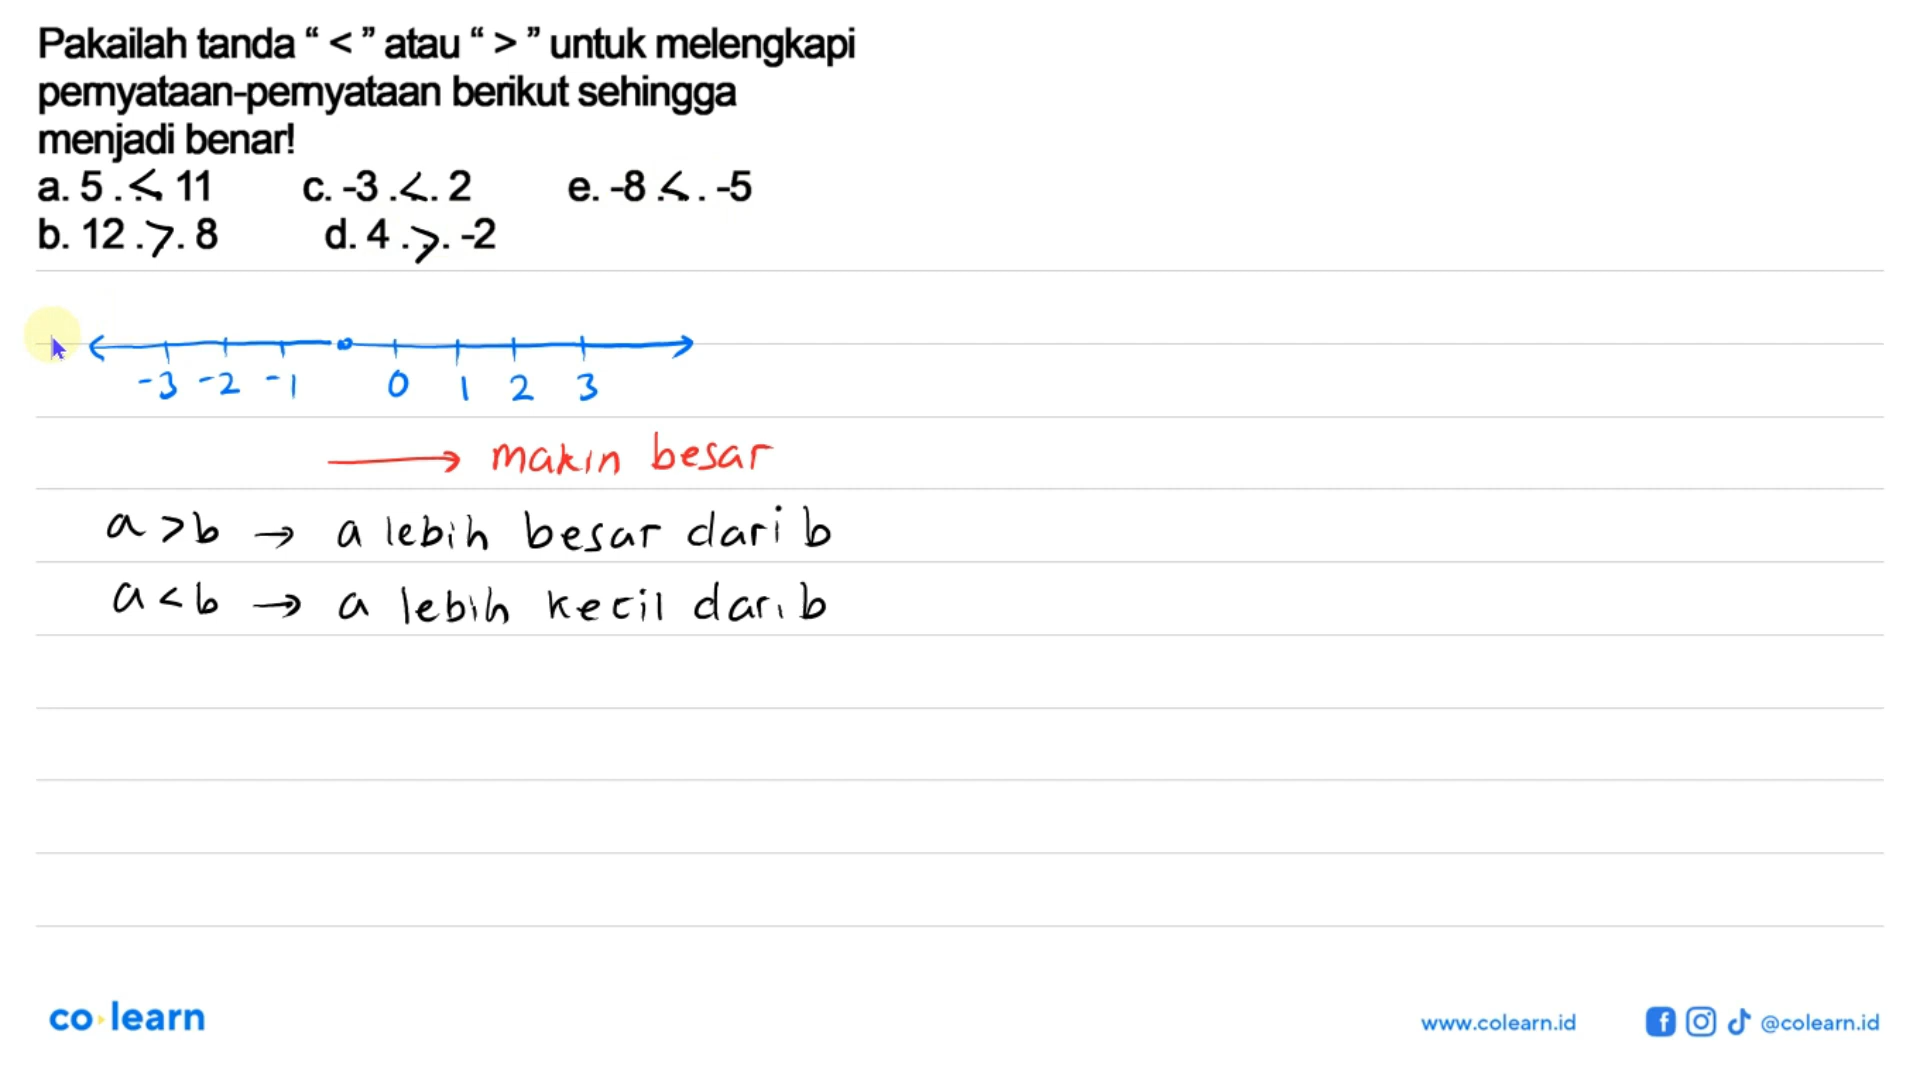 Pakailah tanda “ < ” atau “ > ” untuk melengkapi
pernyataan-pernyataan berikut sehingga
menjadi benar!
a. 5 .<. 11 c. -3 .<. 2 e. -8 .<. -5
b. 12 .>. 8 d. 4 .>. -2
-3 -2 -1 0 1 2 3
→ makin besar
a > b → a lebih besar dari b
a < b → a lebih kecil dari b
co learn
www.colearn.id @colearn.id